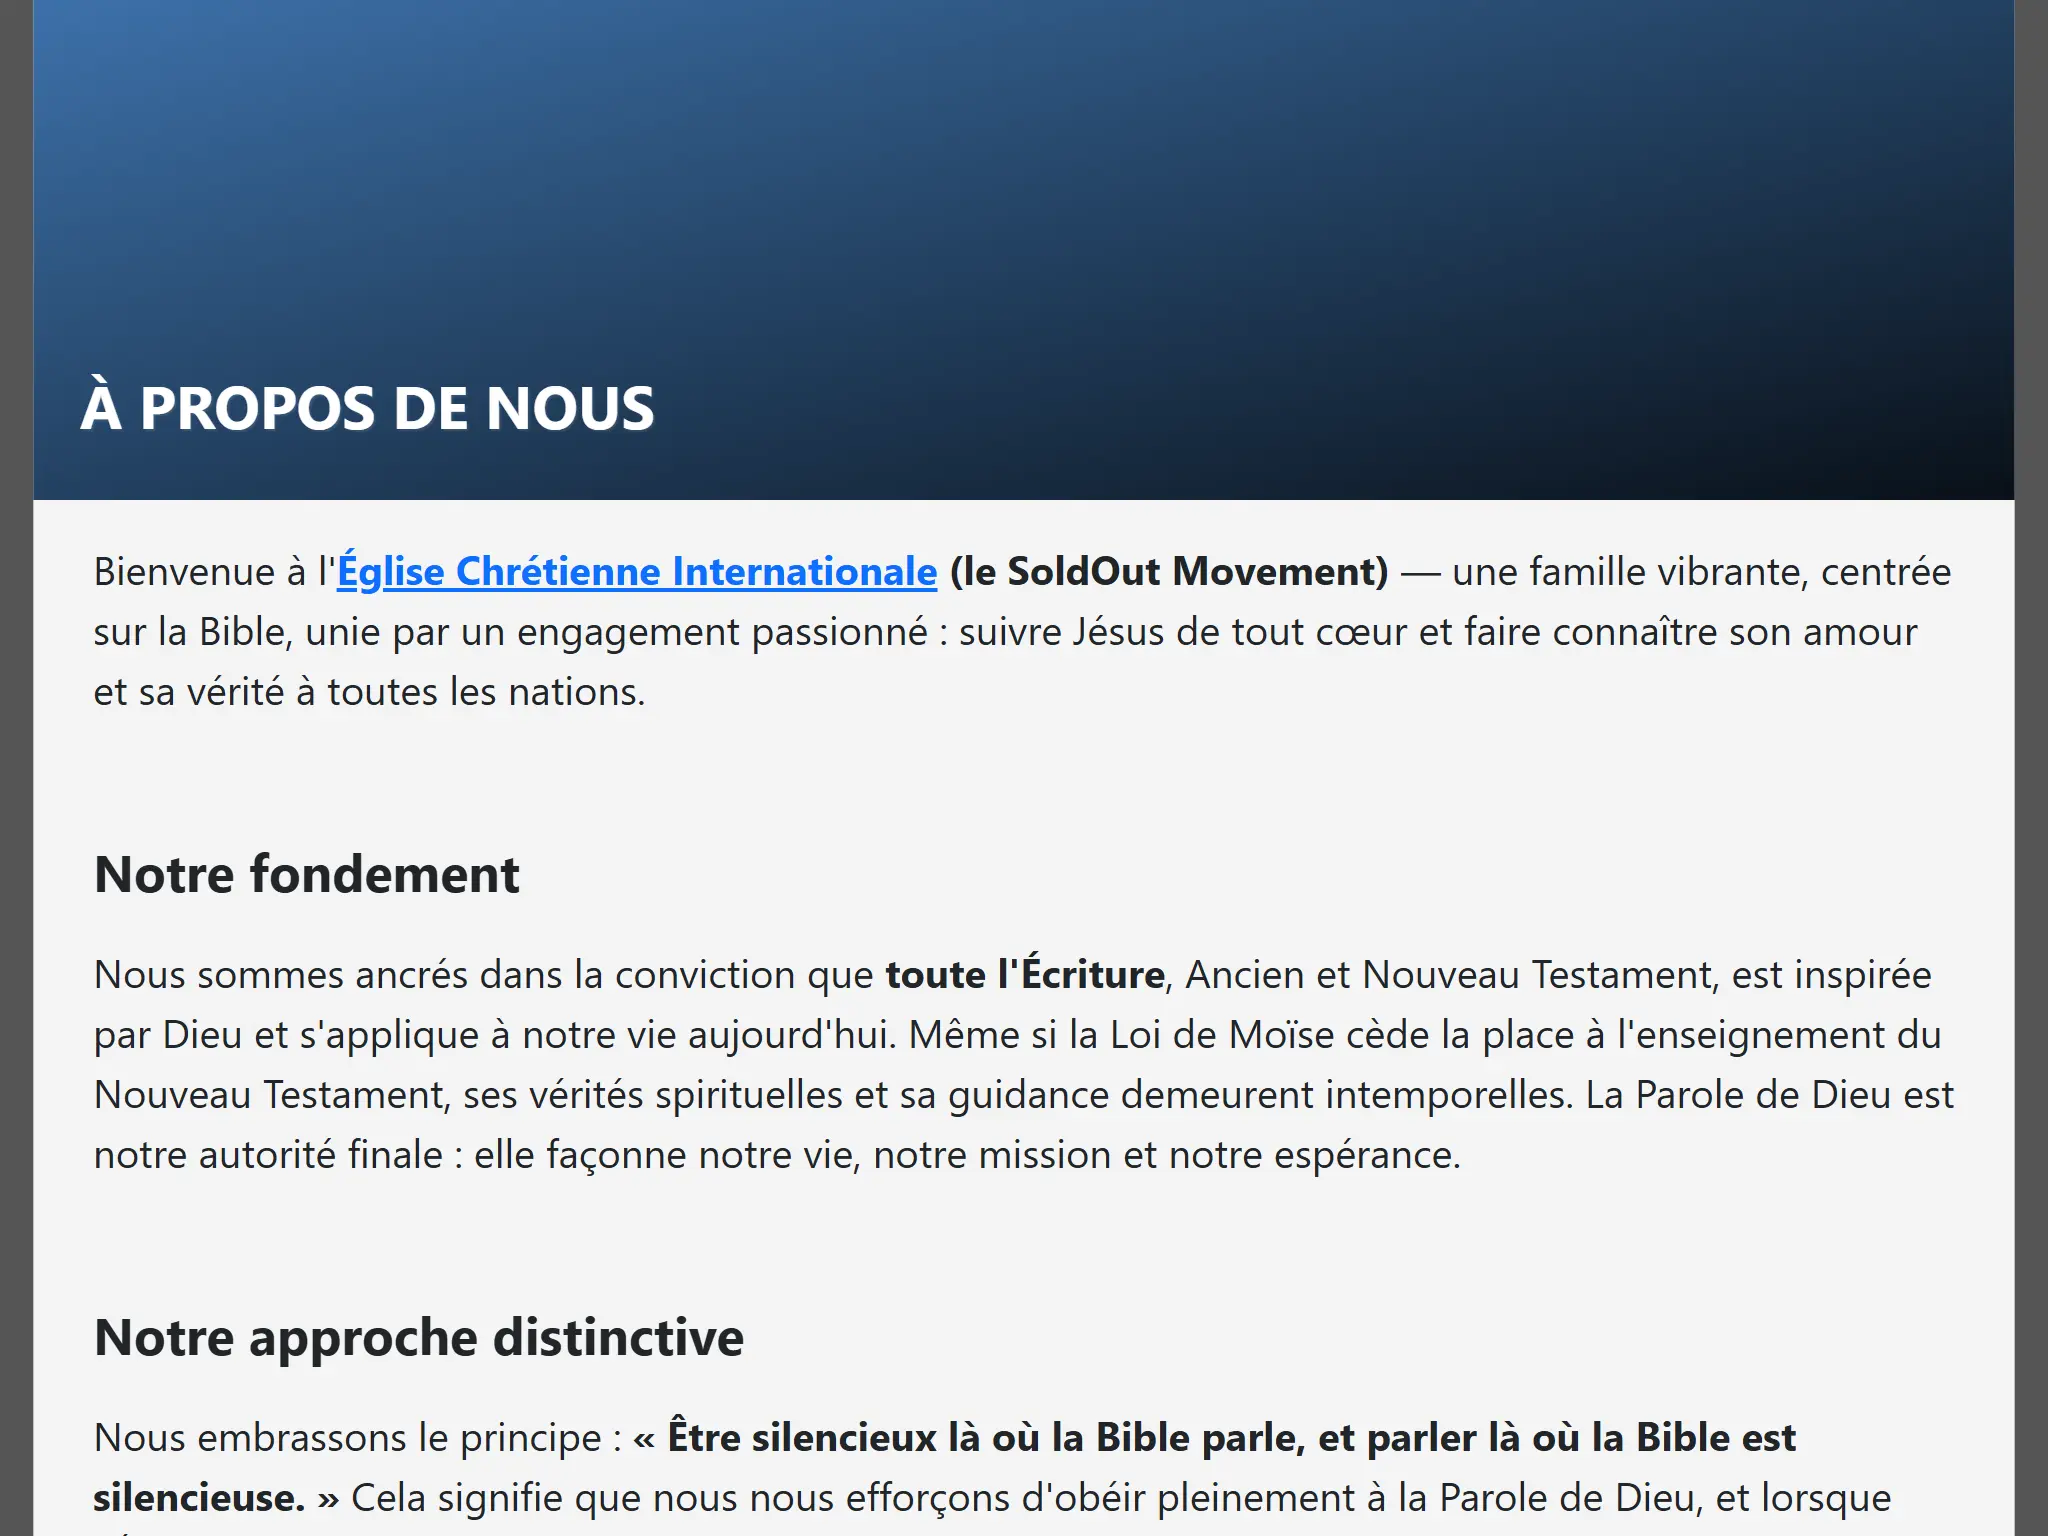 À PROPOS DE NOUS
Bienvenue à l'Église Chrétienne Internationale (le SoldOut Movement) — une famille vibrante, centrée
sur la Bible, unie par un engagement passionné : suivre Jésus de tout cœur et faire connaître son amour
et sa vérité à toutes les nations.
Notre fondement
Nous sommes ancrés dans la conviction que toute l'Écriture, Ancien et Nouveau Testament, est inspirée
par Dieu et s'applique à notre vie aujourd'hui. Même si la Loi de Moïse cède la place à l'enseignement du
Nouveau Testament, ses vérités spirituelles et sa guidance demeurent intemporelles. La Parole de Dieu est
notre autorité finale : elle façonne notre vie, notre mission et notre espérance.
Notre approche distinctive
Nous embrassons le principe : « Être silencieux là où la Bible parle, et parler là où la Bible est
silencieuse. » Cela signifie que nous nous efforçons d'obéir pleinement à la Parole de Dieu, et lorsque